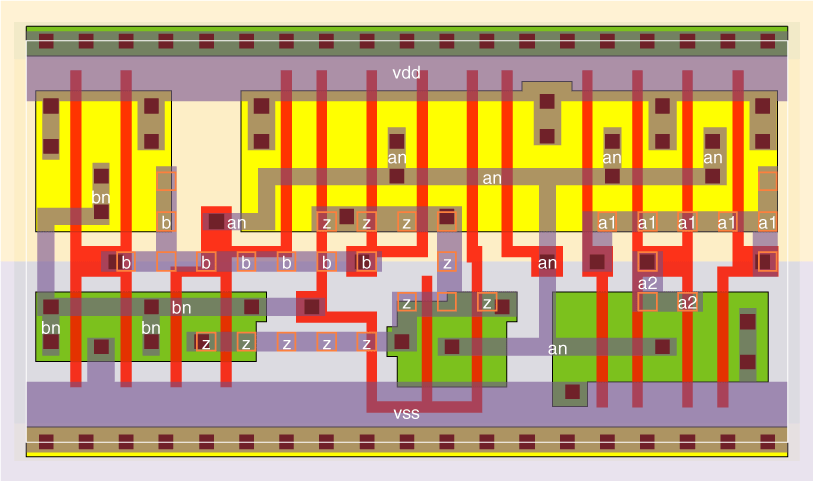 vdd
an an an
an
bn
b an z z z z a1 a1 a1 a1 a1
b b b b b b z an
a2
z z a2
bn
bn bn
z z z z z an
vss